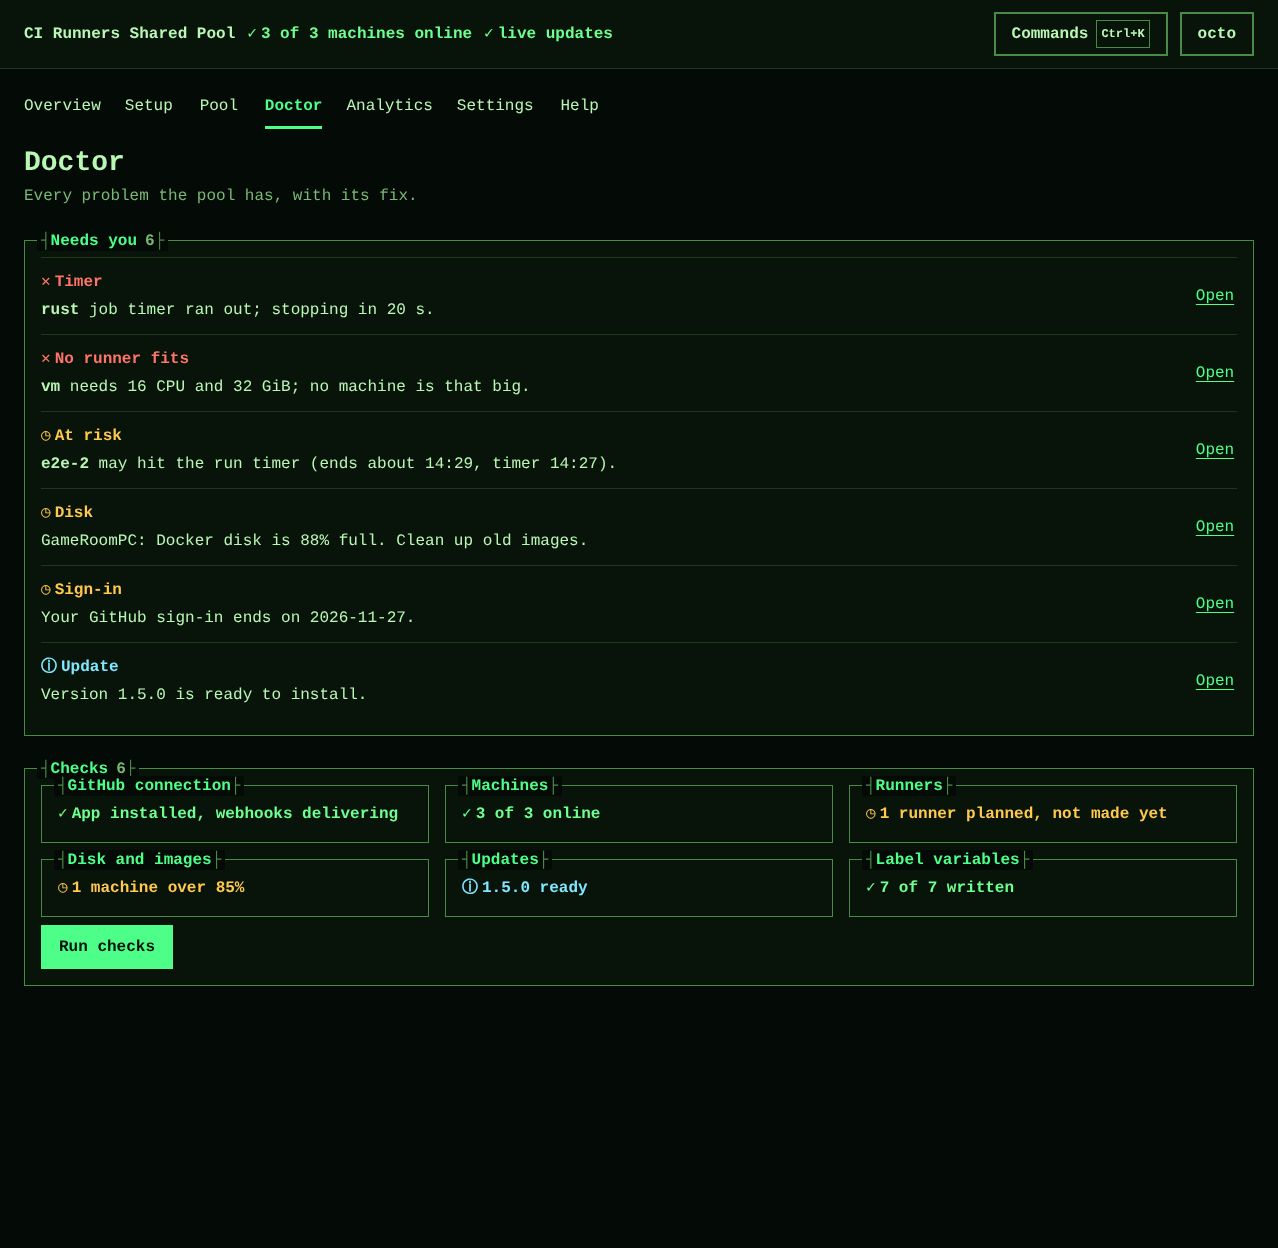 CI Runners Shared Pool ✓ 3 of 3 machines online ✓ live updates Commands Ctrl+K octo
Overview Setup Pool Doctor Analytics Settings Help
Doctor
Every problem the pool has, with its fix.
Needs you 6
✕ Timer
rust job timer ran out; stopping in 20 s.
Open
✕ No runner fits
vm needs 16 CPU and 32 GiB; no machine is that big.
Open
◷ At risk
e2e-2 may hit the run timer (ends about 14:29, timer 14:27).
Open
◷ Disk
GameRoomPC: Docker disk is 88% full. Clean up old images.
Open
◷ Sign-in
Your GitHub sign-in ends on 2026-11-27.
Open
ⓘ Update
Version 1.5.0 is ready to install.
Open
Checks 6
GitHub connection
✓ App installed, webhooks delivering
Machines
✓ 3 of 3 online
Runners
◷ 1 runner planned, not made yet
Disk and images
◷ 1 machine over 85%
Updates
ⓘ 1.5.0 ready
Label variables
✓ 7 of 7 written
Run checks